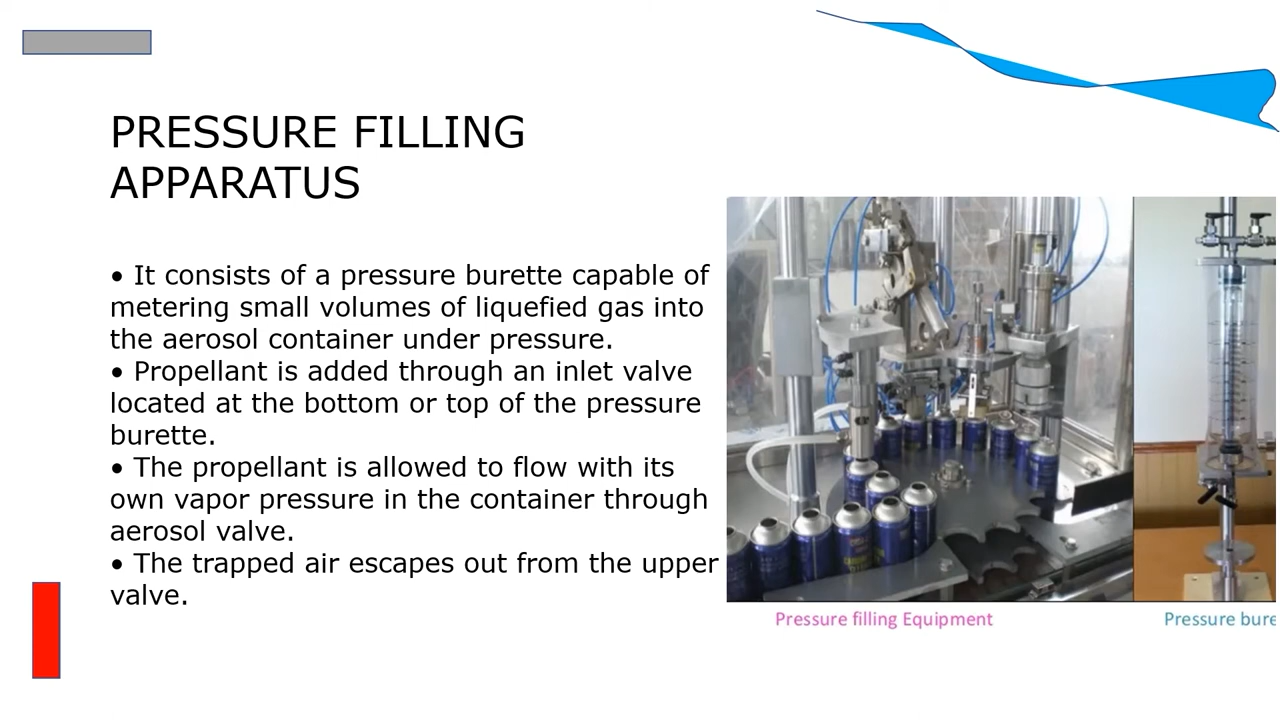 PRESSURE FILLING
APPARATUS
• It consists of a pressure burette capable of
metering small volumes of liquefied gas into
the aerosol container under pressure.
• Propellant is added through an inlet valve
located at the bottom or top of the pressure
burette.
• The propellant is allowed to flow with its
own vapor pressure in the container through
aerosol valve.
• The trapped air escapes out from the upper
valve.
Pressure filling Equipment
Pressure bure